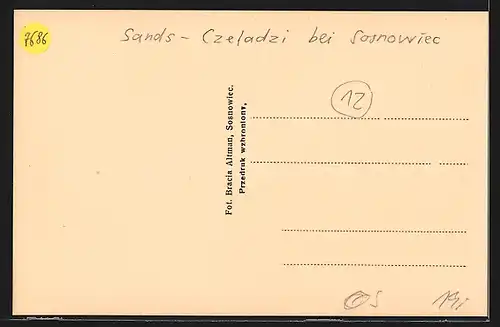 7686
Sands - Czeladzi bei Sosnowiec
12
Fot. Bracia Altman, Sosnowiec.
Przedruk wzbroniony.
OS